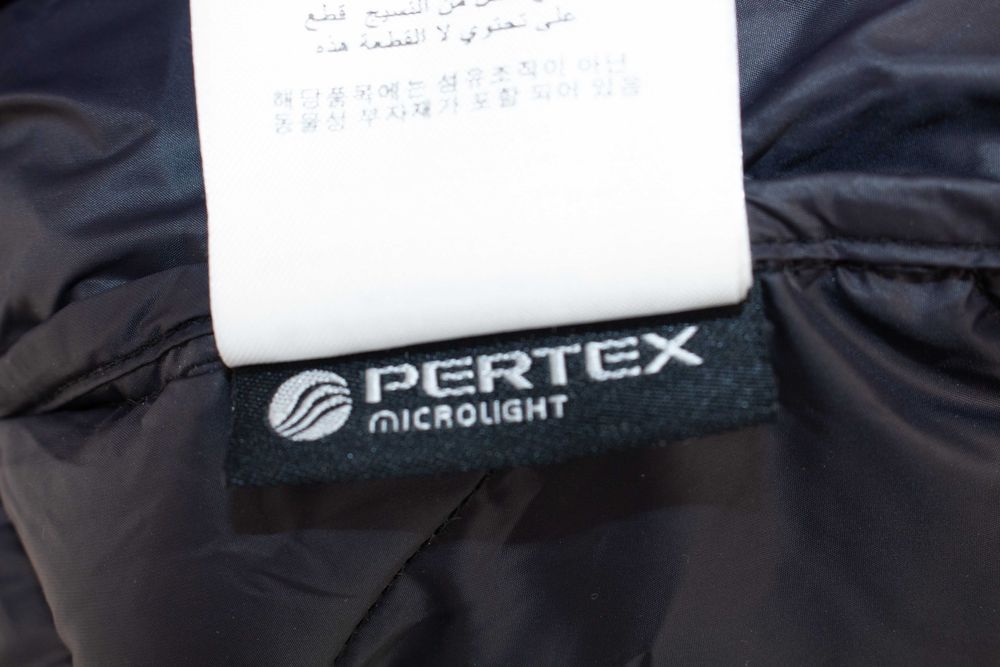 من النسيج قطع
على تحتوي لا القطعة هذه
해당품목에는 섬유조직이 아닌
동물성 부자재가 포함 되어 있음
PERTEX
MICROLIGHT